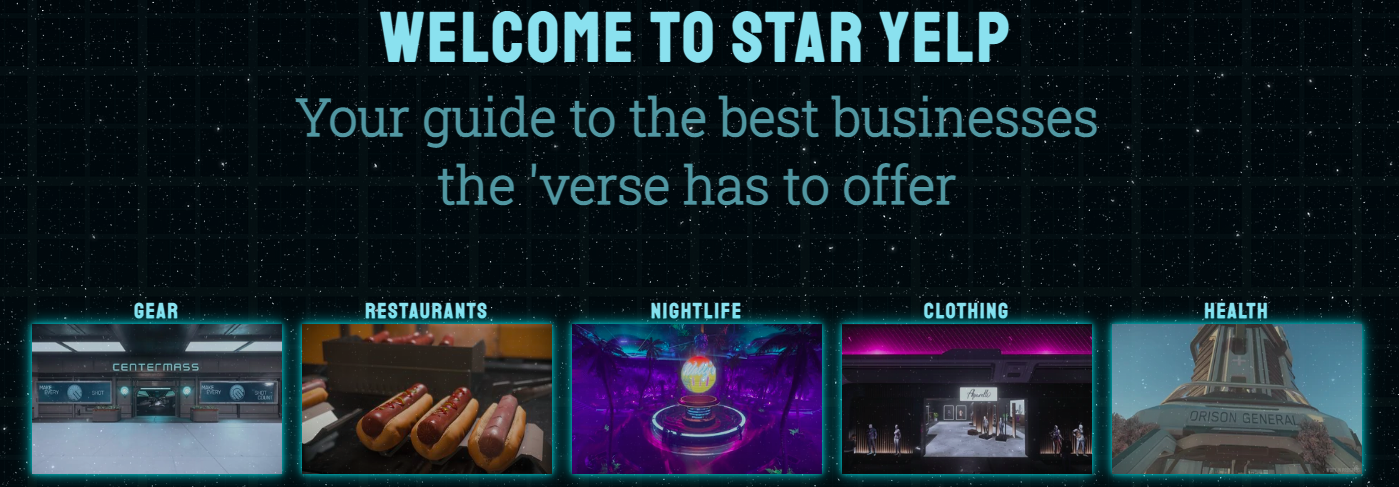 WELCOME TO STAR YELP
Your guide to the best businesses
the 'verse has to offer
GEAR
RESTAURANTS
NIGHTLIFE
CLOTHING
HEALTH
CENTERMASS
MAKE EVERY SHOT
MAKE EVERY SHOT COUNT
ORISON GENERAL